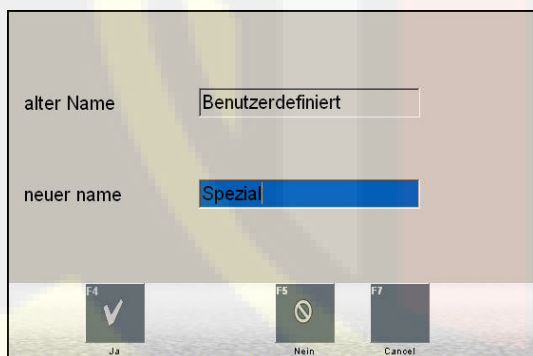 alter Name Benutzerdefiniert
neuer name Spezial
F4 F5 F7
Ja Nein Cancel